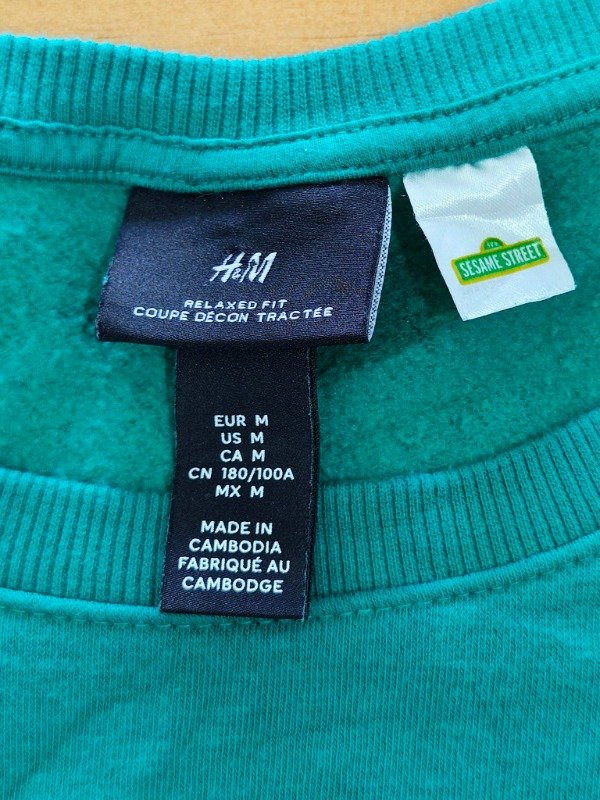 H&M
RELAXED FIT
COUPE DÉCON TRACTÉE
SESAME STREET
EUR M
US M
CA M
CN 180/100A
MX M
MADE IN
CAMBODIA
FABRIQUÉ AU
CAMBODGE